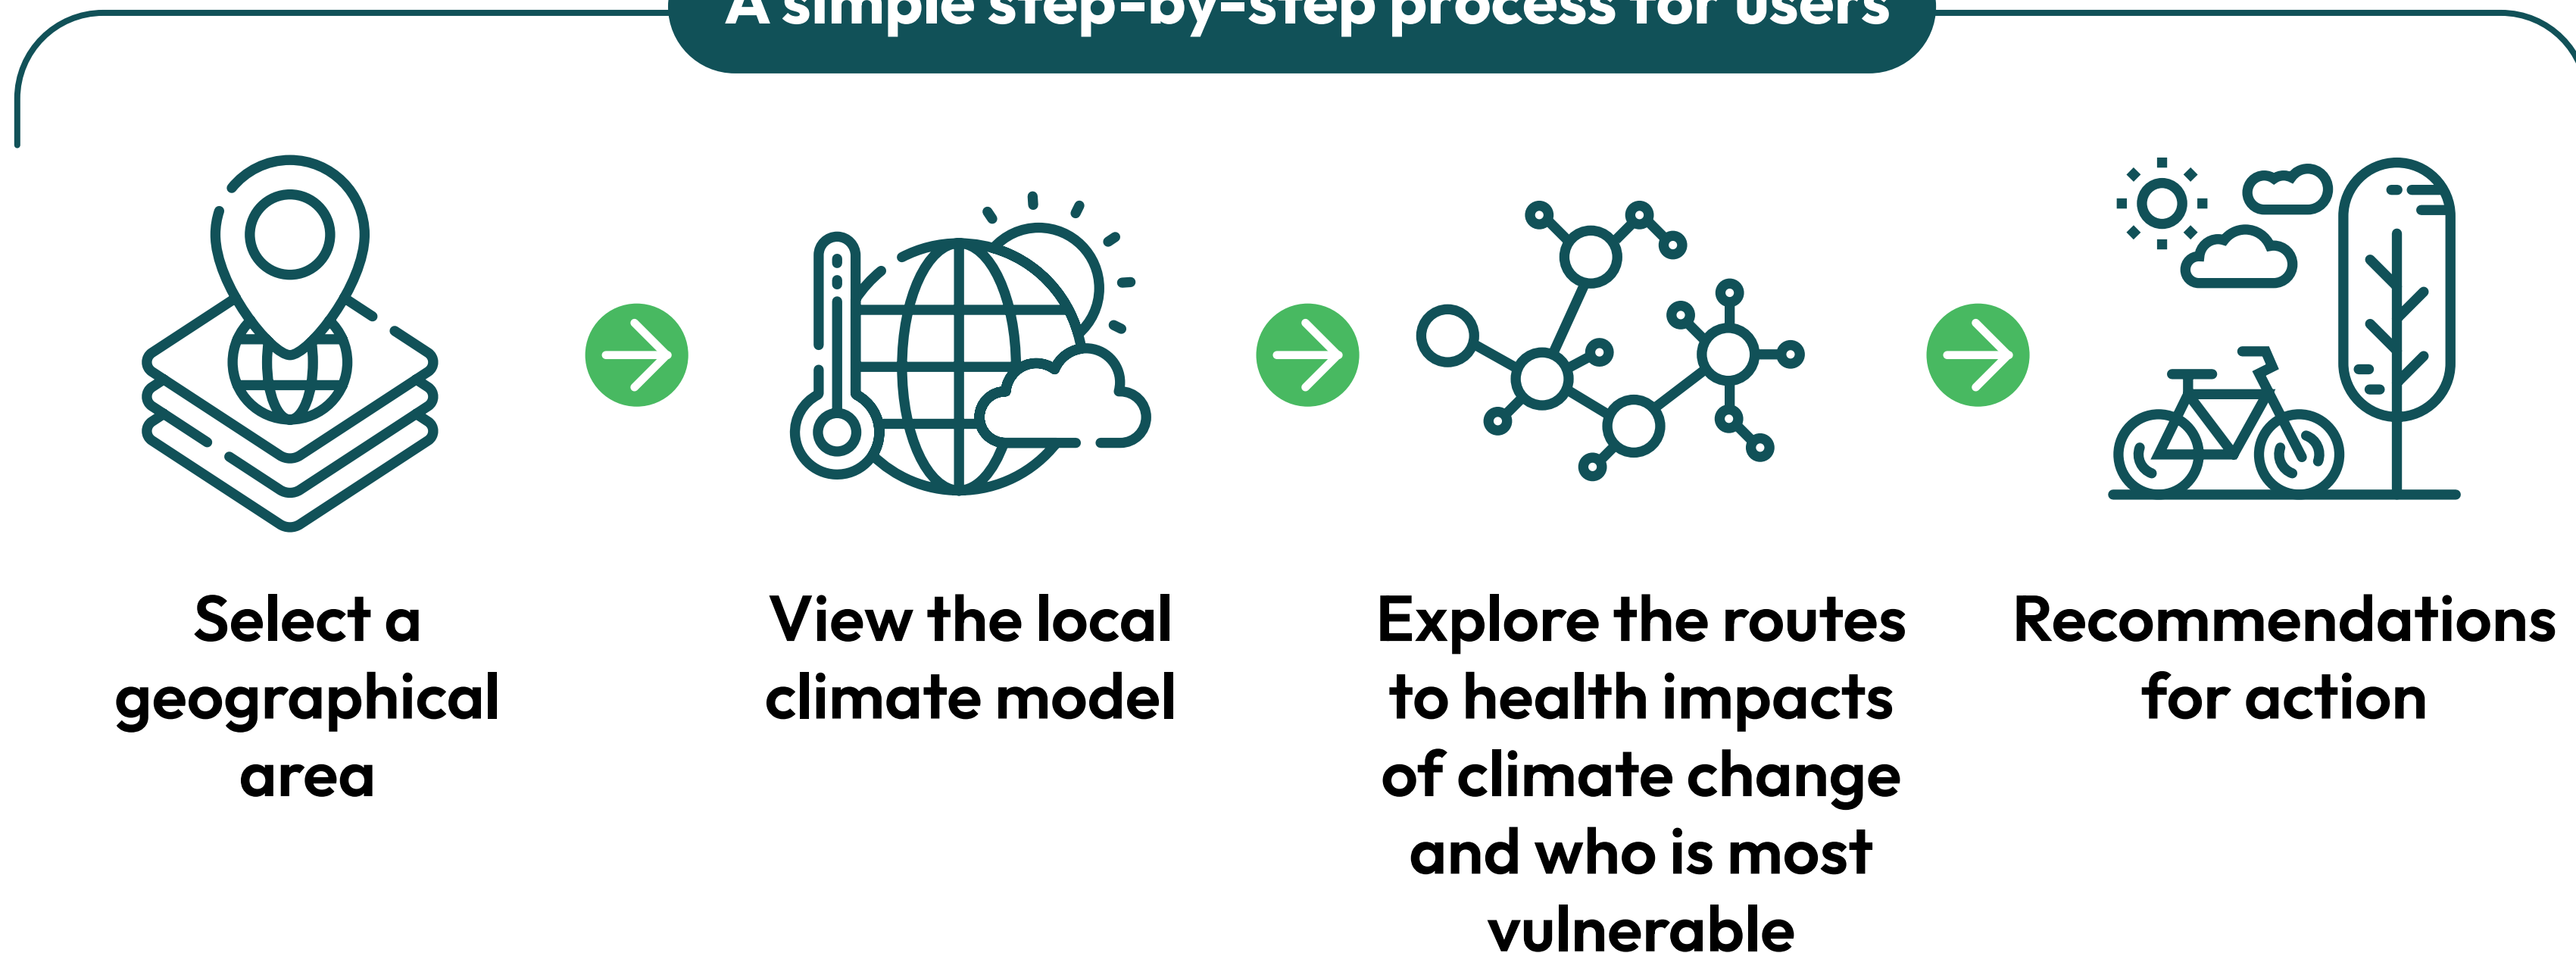 A simple step-by-step process for users
Select a
geographical
area
View the local
climate model
Explore the routes
to health impacts
of climate change
and who is most
vulnerable
Recommendations
for action